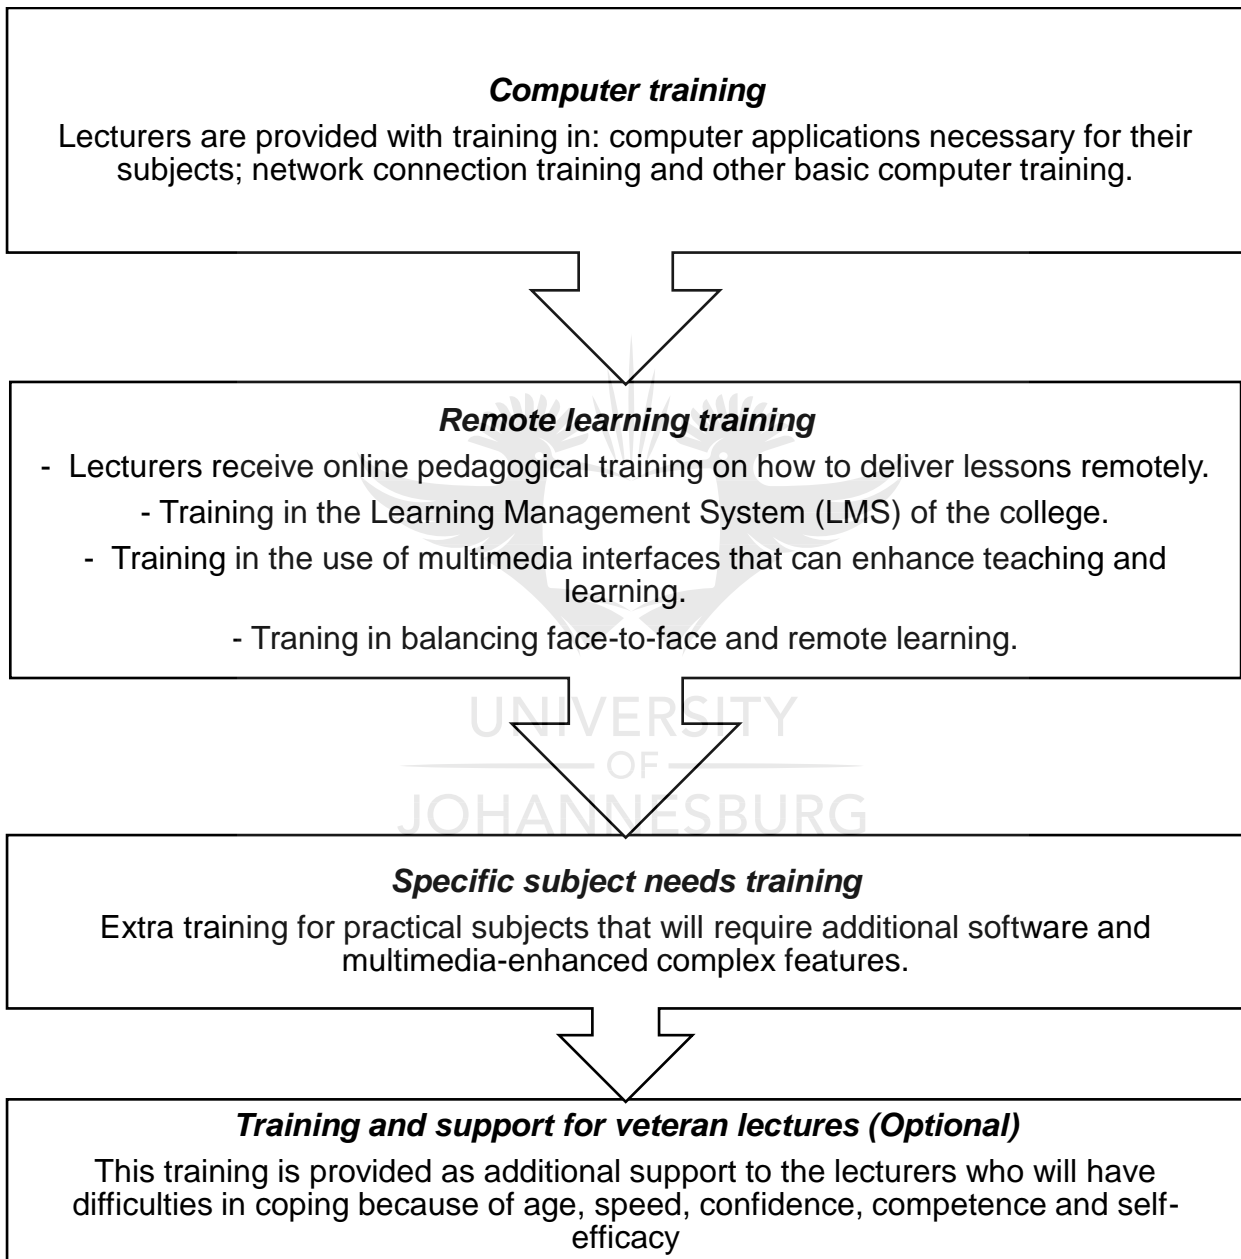 Computer training
Lecturers are provided with training in: computer applications necessary for their
subjects; network connection training and other basic computer training.
Remote learning training
- Lecturers receive online pedagogical training on how to deliver lessons remotely.
- Training in the Learning Management System (LMS) of the college.
- Training in the use of multimedia interfaces that can enhance teaching and
learning.
- Traning in balancing face-to-face and remote learning.
UNIVERSITY
OF
JOHANNESBURG
Specific subject needs training
Extra training for practical subjects that will require additional software and
multimedia-enhanced complex features.
Training and support for veteran lectures (Optional)
This training is provided as additional support to the lecturers who will have
difficulties in coping because of age, speed, confidence, competence and self-
efficacy